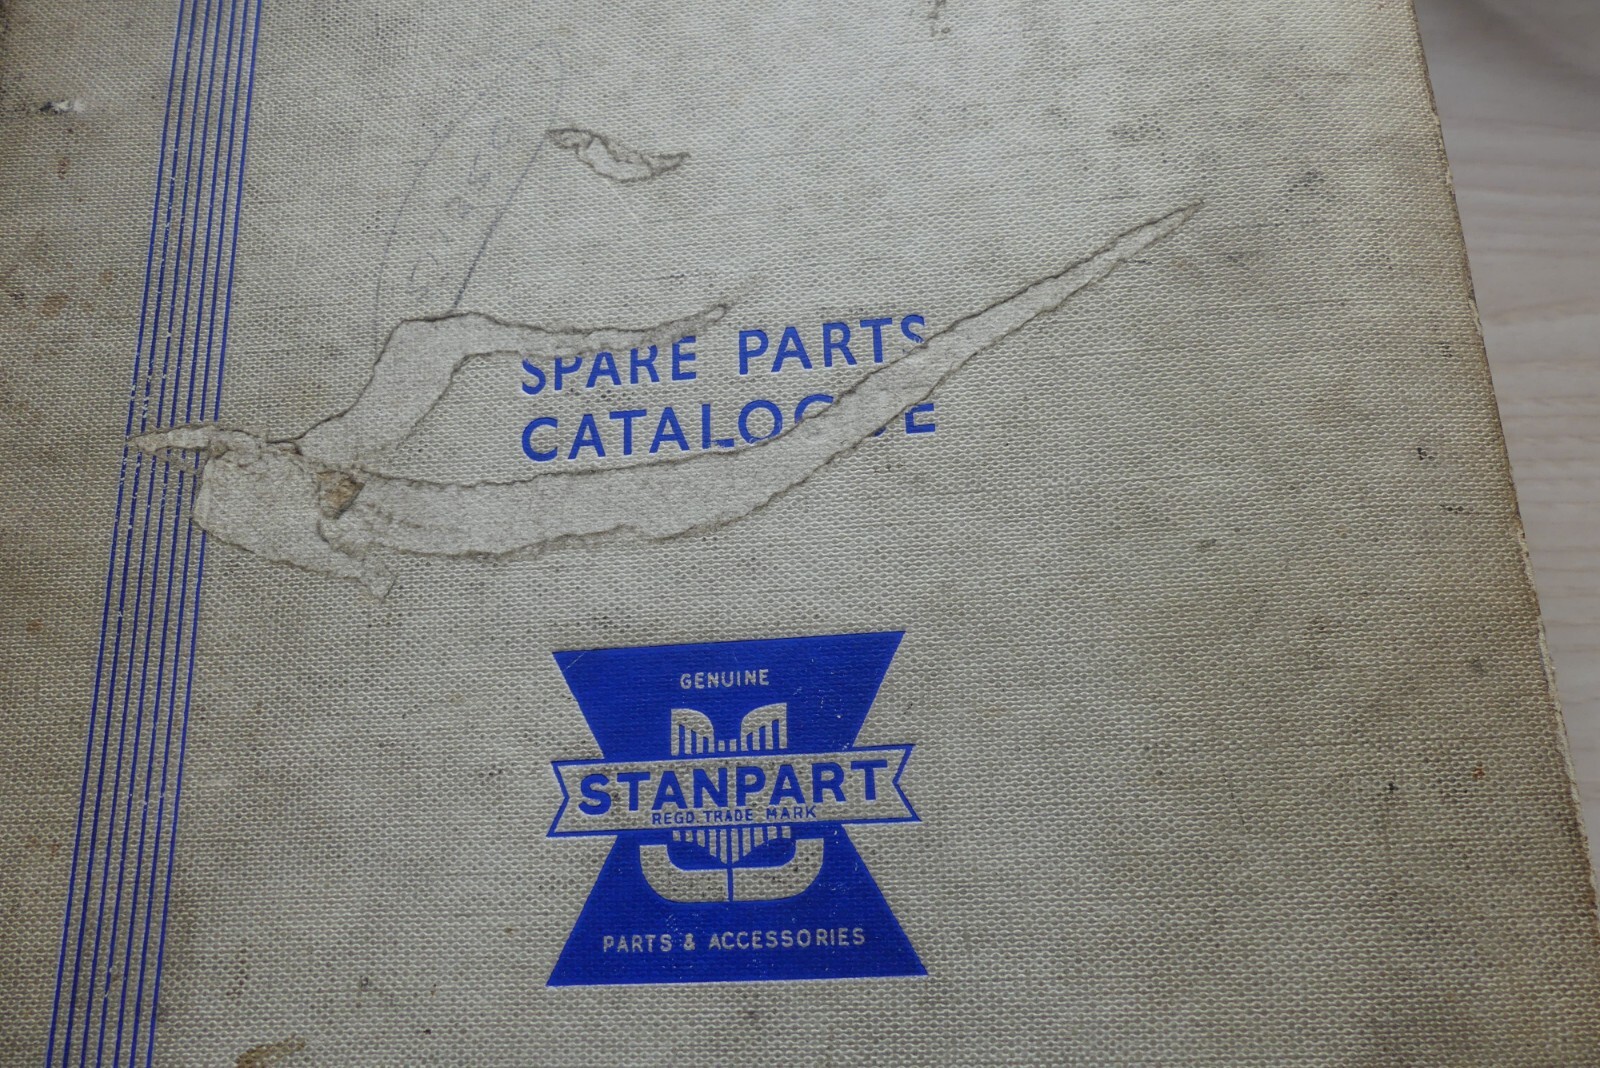 SPARE PARTS
CATALOGUE
GENUINE
STANPART
REGD. TRADE MARK
PARTS & ACCESSORIES